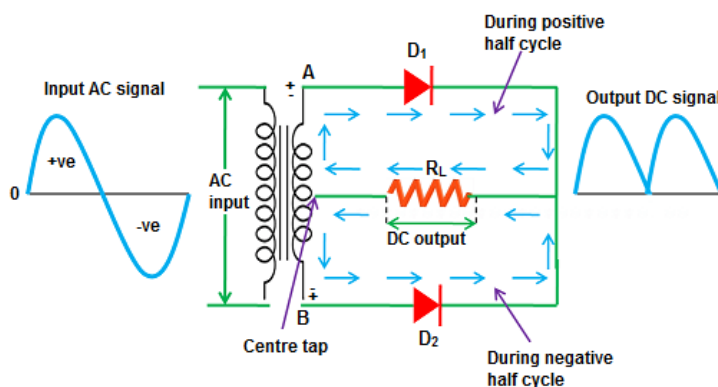 During positive
half cycle
D1
A
+
-
Input AC signal
Output DC signal
+ve
RL
0
AC
input
-ve
DC output
-
+
B
D2
Centre tap
During negative
half cycle